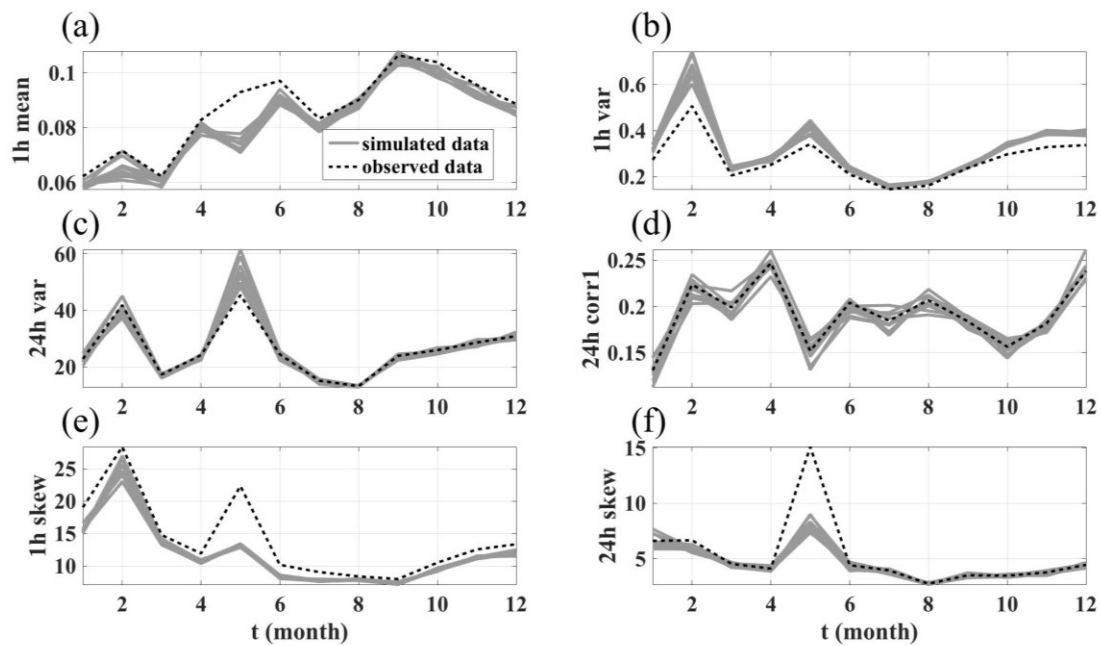 (a)
1h mean
0.1
0.08
0.06
2 4 6 8 10 12
simulated data
observed data
(b)
1h var
0.6
0.4
0.2
2 4 6 8 10 12
(c)
24h var
60
40
20
2 4 6 8 10 12
(d)
24h corr1
0.25
0.2
0.15
2 4 6 8 10 12
(e)
1h skew
25
20
15
10
2 4 6 8 10 12
t (month)
(f)
24h skew
15
10
5
2 4 6 8 10 12
t (month)